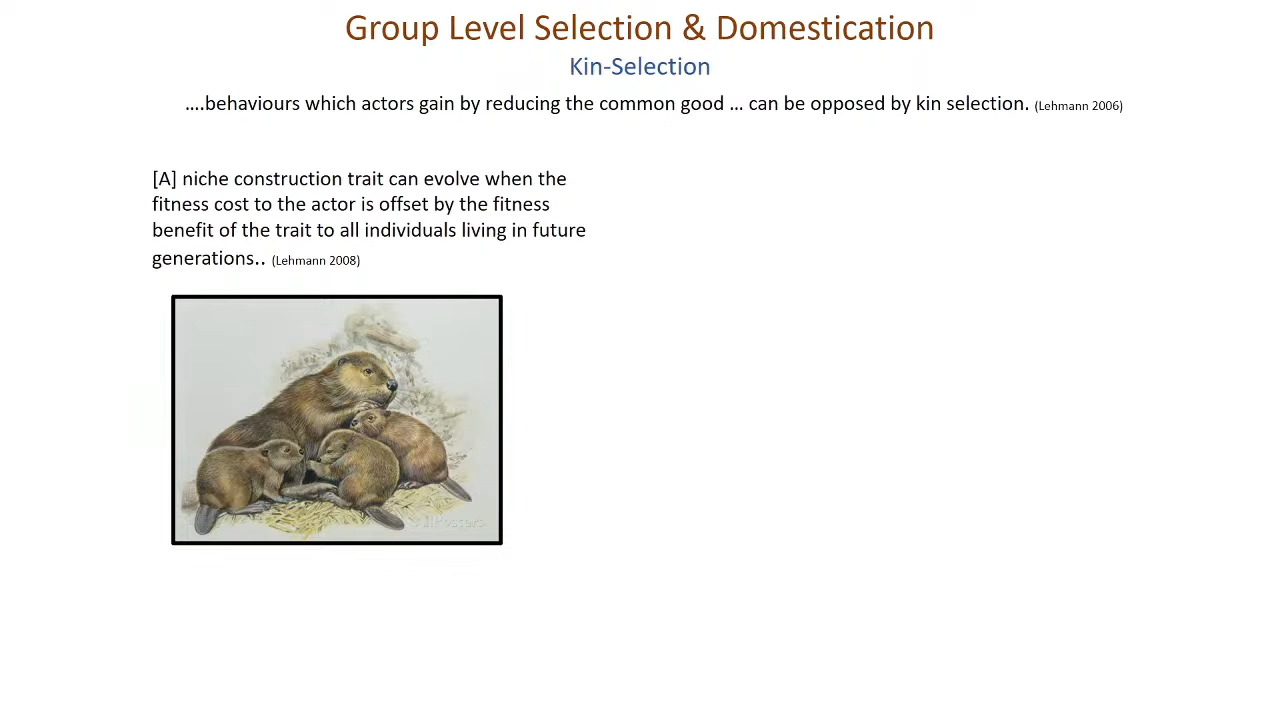 Group Level Selection & Domestication
Kin-Selection
....behaviours which actors gain by reducing the common good ... can be opposed by kin selection. (Lehmann 2006)
[A] niche construction trait can evolve when the
fitness cost to the actor is offset by the fitness
benefit of the trait to all individuals living in future
generations.. (Lehmann 2008)
AllPosters